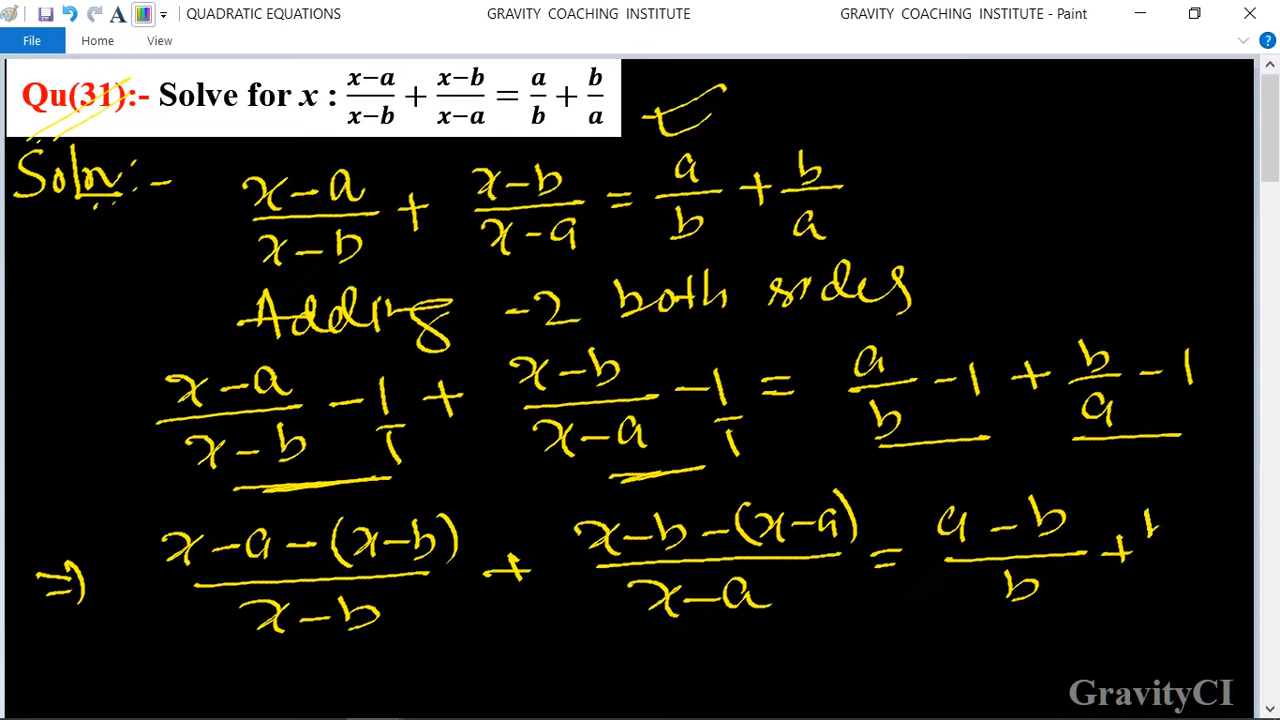 QUADRATIC EQUATIONS GRAVITY COACHING INSTITUTE GRAVITY COACHING INSTITUTE - Paint
File Home View
Qu(31):- Solve for x : (x−a)/(x−b) + (x−b)/(x−a) = a/b + b/a
Soln:- (x-a)/(x-b) + (x-b)/(x-a) = a/b + b/a
Adding -2 both sides
(x-a)/(x-b) - 1/1 + (x-b)/(x-a) - 1/1 = a/b - 1 + b/a - 1
⇒ (x-a-(x-b))/(x-b) + (x-b-(x-a))/(x-a) = (a-b)/b +
GravityCI